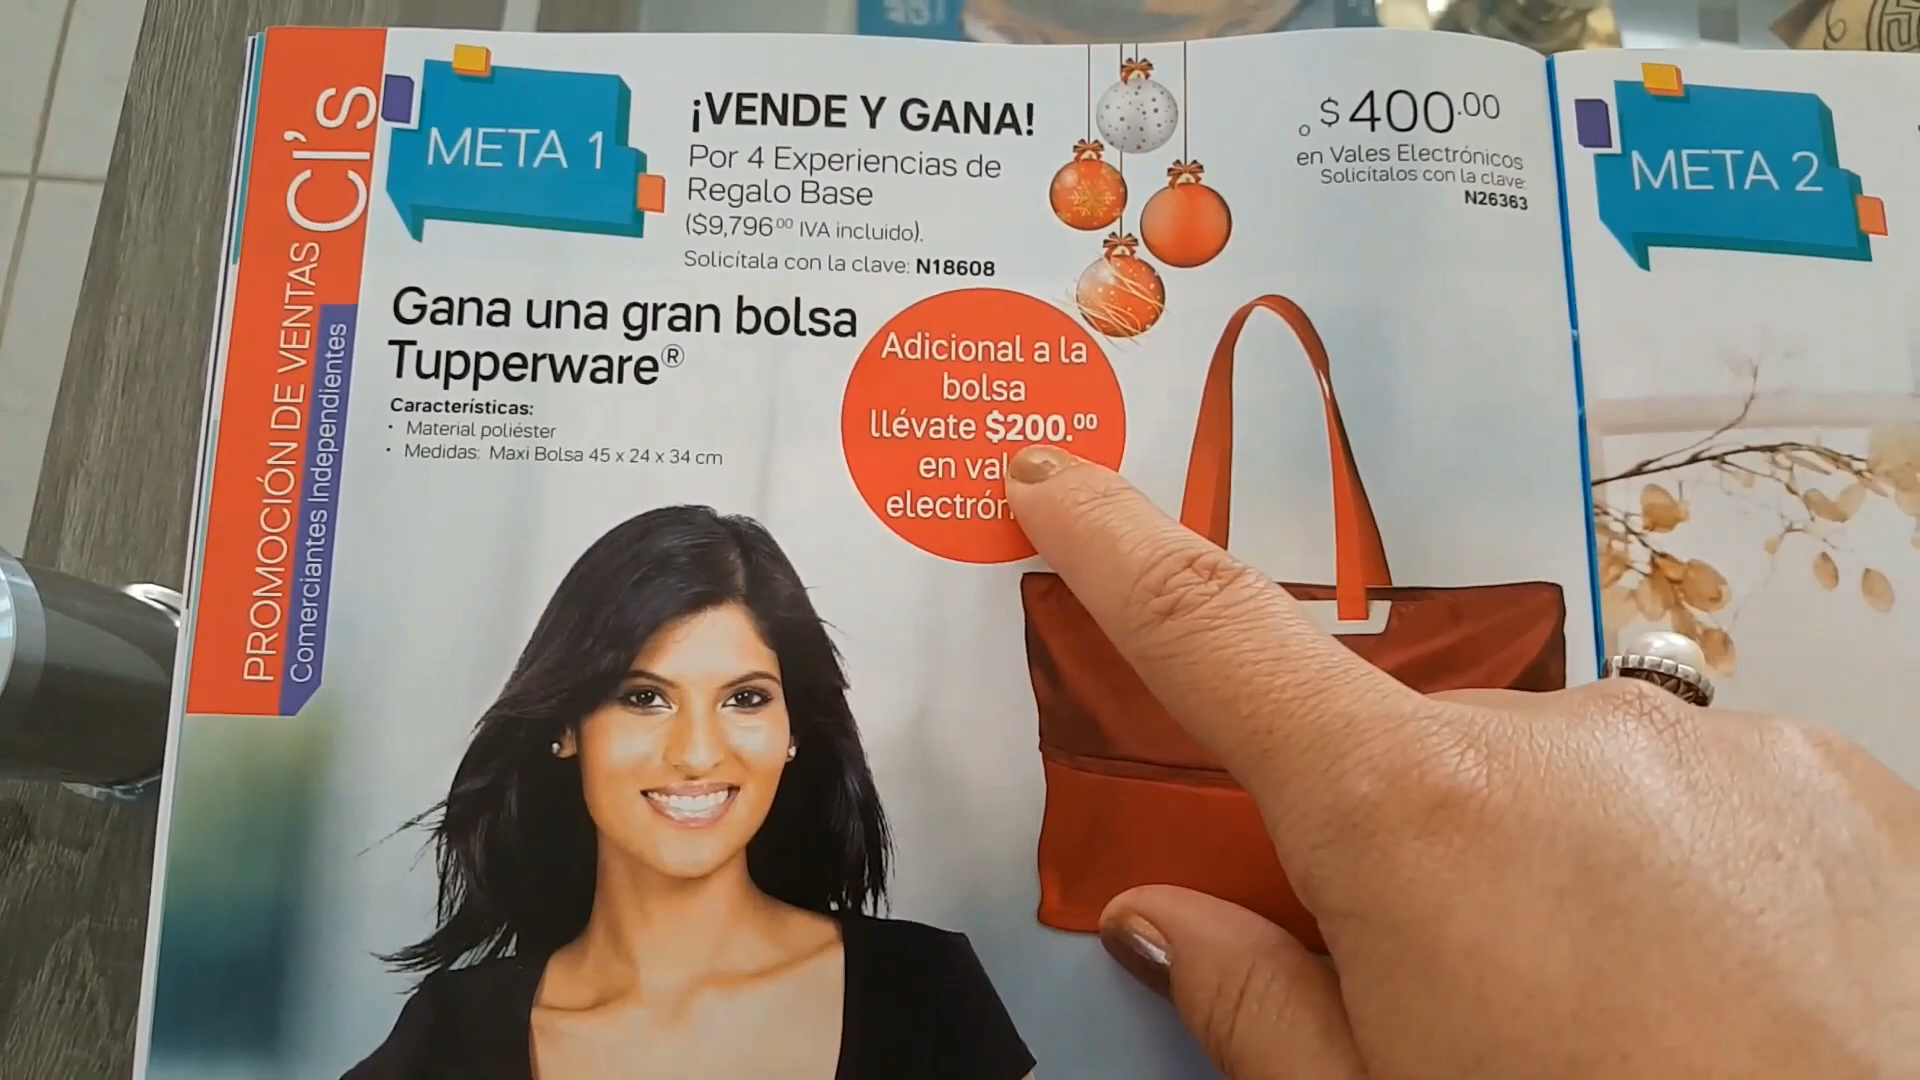 PROMOCIÓN DE VENTAS CI's
Comerciantes Independientes
META 1
¡VENDE Y GANA!
Por 4 Experiencias de
Regalo Base
($9,796⁰⁰ IVA incluido).
Solicítala con la clave: N18608
o $400.00
en Vales Electrónicos
Solicítalos con la clave:
N26363
Gana una gran bolsa
Tupperware®
Características:
· Material poliéster
· Medidas: Maxi Bolsa 45 x 24 x 34 cm
Adicional a la
bolsa
llévate $200.⁰⁰
en
META 2